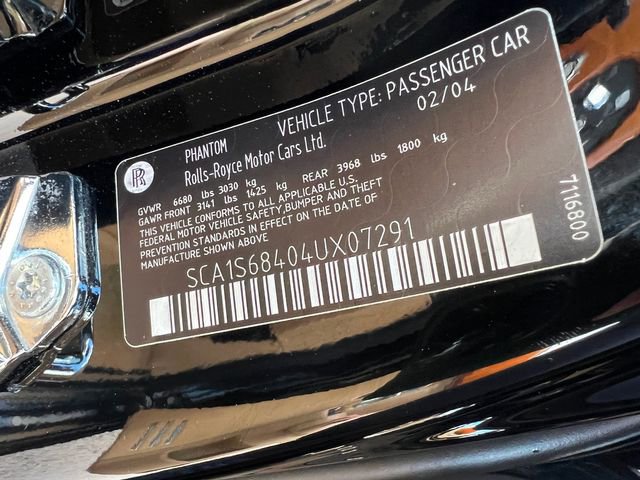 PHANTOM VEHICLE TYPE: PASSENGER CAR
Rolls-Royce Motor Cars Ltd. 02/04
GVWR 6680 lbs 3030 kg
GAWR FRONT 3141 lbs 1425 kg REAR 3968 lbs 1800 kg
THIS VEHICLE CONFORMS TO ALL APPLICABLE U.S.
FEDERAL MOTOR VEHICLE SAFETY,BUMPER AND THEFT
PREVENTION STANDARDS IN EFFECT ON THE DATE OF
MANUFACTURE SHOWN ABOVE.
SCA1S68404UX07291
7116800